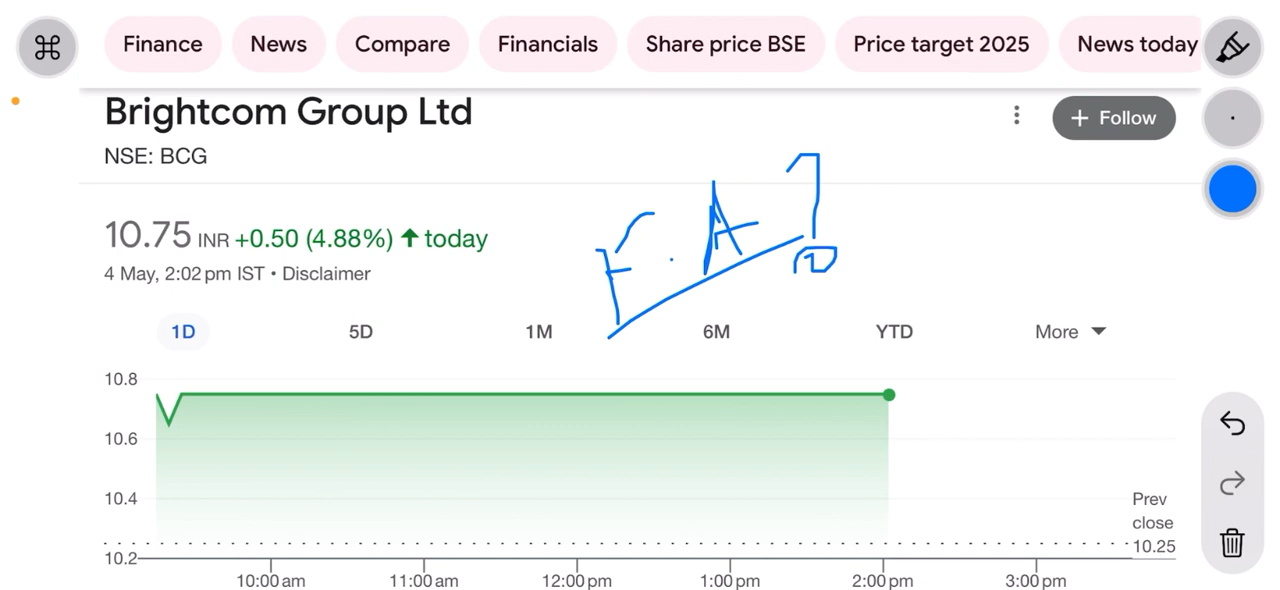 Finance News Compare Financials Share price BSE Price target 2025 News today
Brightcom Group Ltd
+ Follow
NSE: BCG
F.A?
10.75 INR +0.50 (4.88%) ↑ today
4 May, 2:02 pm IST • Disclaimer
1D 5D 1M 6M YTD More
10.8
10.6
10.4
10.2
Prev
close
10.25
10:00 am 11:00 am 12:00 pm 1:00 pm 2:00 pm 3:00 pm